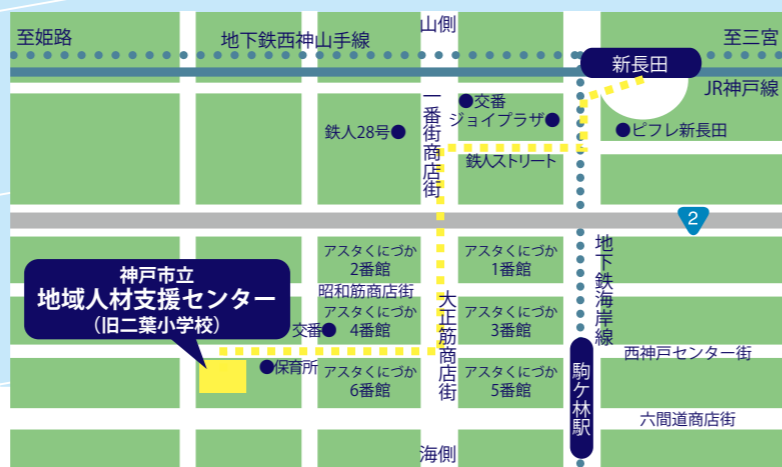 山側
至姫路
地下鉄西神山手線
至三宮
新長田
JR神戸線
一番街商店街
交番
ジョイプラザ
鉄人28号
ピフレ新長田
鉄人ストリート
2
アスタくにづか
2番館
アスタくにづか
1番館
地下鉄海岸線
神戸市立
地域人材支援センター
(旧二葉小学校)
昭和筋商店街
大正筋商店街
交番
アスタくにづか
4番館
アスタくにづか
3番館
西神戸センター街
保育所
アスタくにづか
6番館
アスタくにづか
5番館
駒ケ林駅
六間道商店街
海側